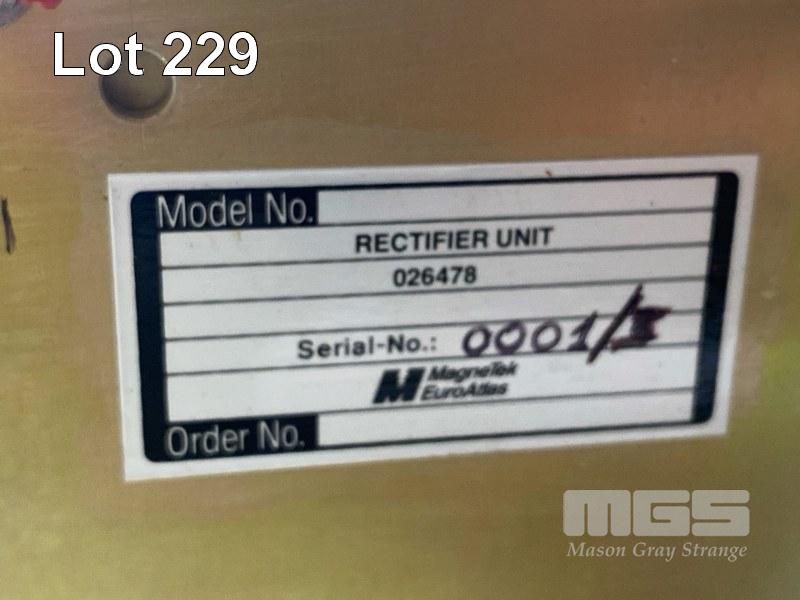 Lot 229
Model No.
RECTIFIER UNIT
026478
Serial-No.: 0001/
MagneTek
EuroAtlas
Order No.
MGS
Mason Gray Strange